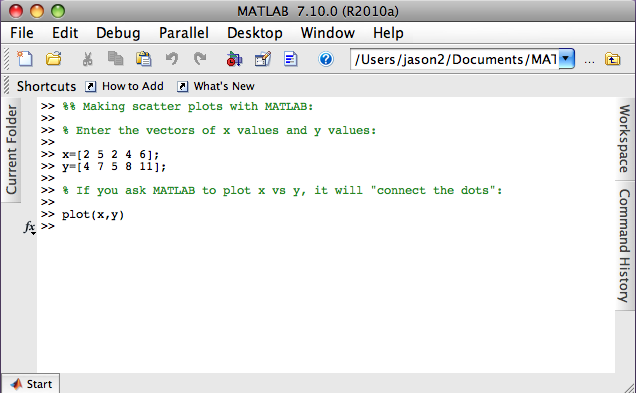 MATLAB 7.10.0 (R2010a)
File Edit Debug Parallel Desktop Window Help
/Users/jason2/Documents/MAT
...
Shortcuts How to Add What's New
Current Folder
>> %% Making scatter plots with MATLAB:
>>
>> % Enter the vectors of x values and y values:
>>
>> x=[2 5 2 4 6];
>> y=[4 7 5 8 11];
>>
>> % If you ask MATLAB to plot x vs y, it will "connect the dots":
>>
>> plot(x,y)
fx >>
Workspace
Command History
Start